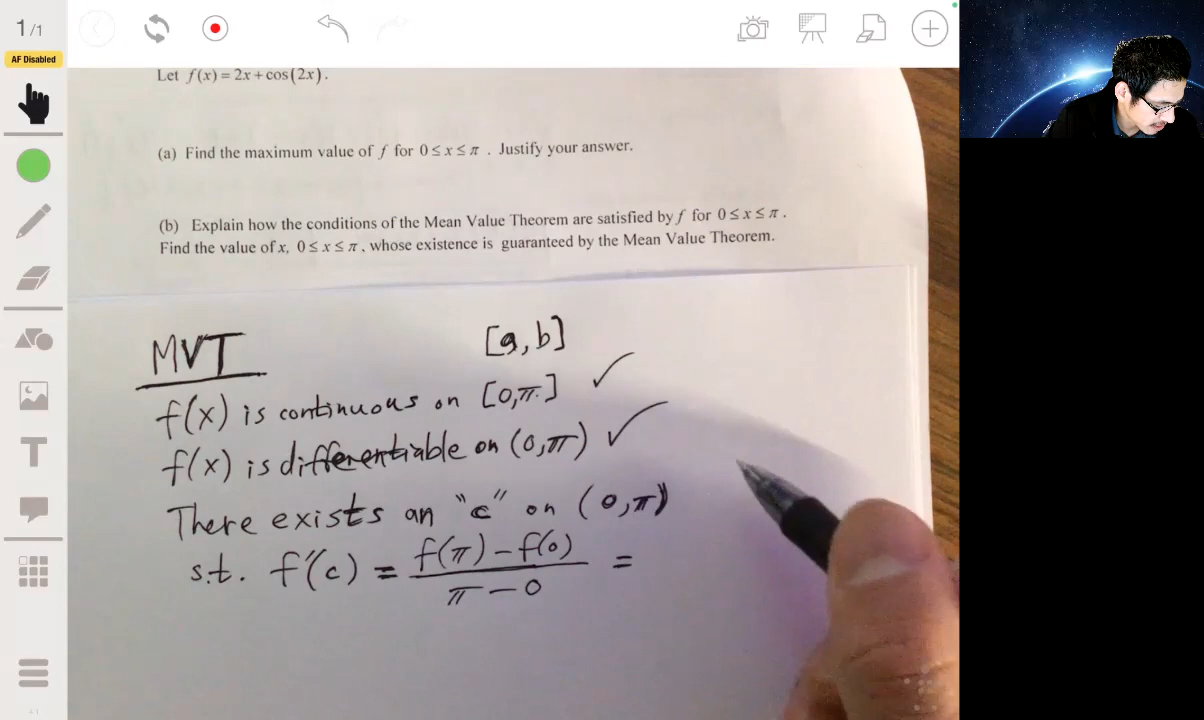 1/1
AF Disabled
Let f(x) = 2x + cos(2x).
(a) Find the maximum value of f for 0 ≤ x ≤ π . Justify your answer.
(b) Explain how the conditions of the Mean Value Theorem are satisfied by f for 0 ≤ x ≤ π .
Find the value of x, 0 ≤ x ≤ π , whose existence is guaranteed by the Mean Value Theorem.
MVT [a,b]
f(x) is continuous on [0,π] ✓
f(x) is differentiable on (0,π) ✓
There exists an "c" on (0,π)
s.t. f'(c) = f(π) - f(0) / π - 0 =
T